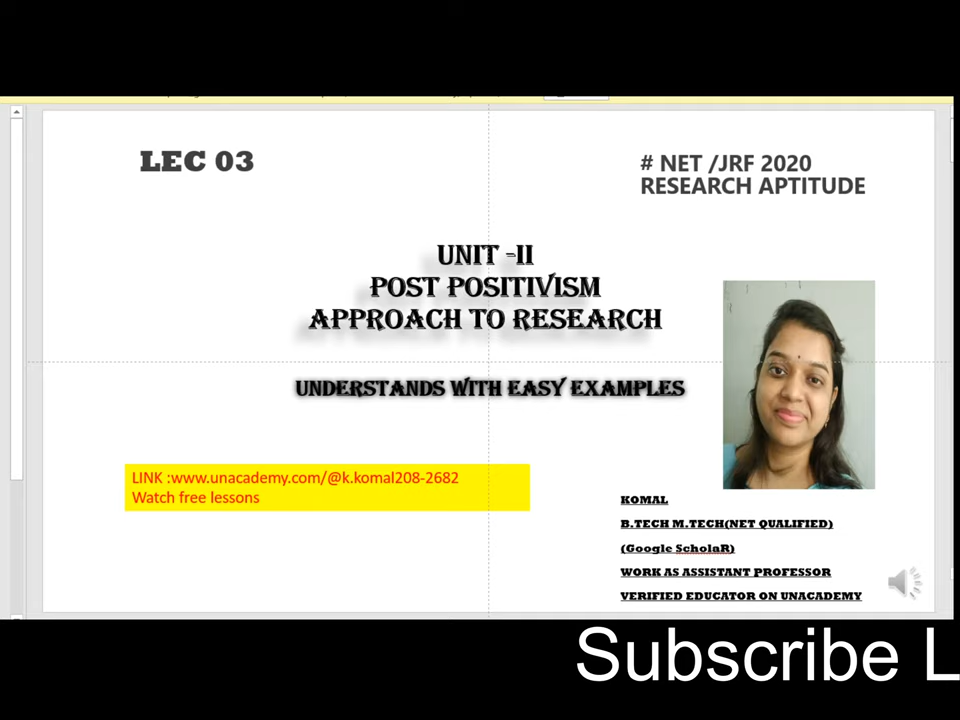 LEC 03
# NET /JRF 2020
RESEARCH APTITUDE
UNIT -II
POST POSITIVISM
APPROACH TO RESEARCH
UNDERSTANDS WITH EASY EXAMPLES
LINK :www.unacademy.com/@k.komal208-2682
Watch free lessons
KOMAL
B.TECH M.TECH(NET QUALIFIED)
(Google ScholaR)
WORK AS ASSISTANT PROFESSOR
VERIFIED EDUCATOR ON UNACADEMY
Subscribe L